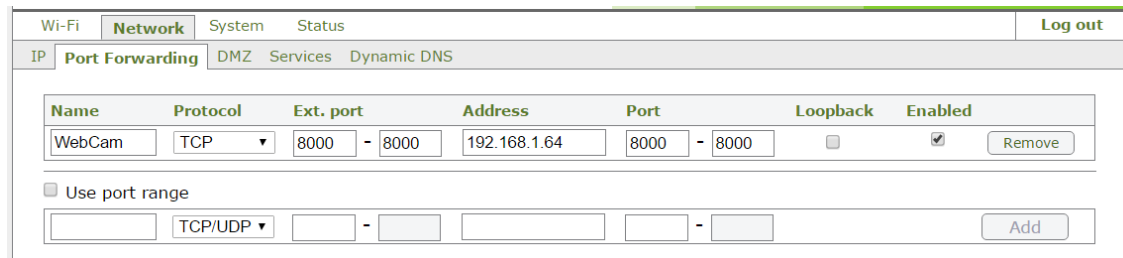 Wi-Fi Network System Status Log out
IP Port Forwarding DMZ Services Dynamic DNS
Name Protocol Ext. port Address Port Loopback Enabled
WebCam TCP 8000 - 8000 192.168.1.64 8000 - 8000 Remove
Use port range
TCP/UDP - - Add